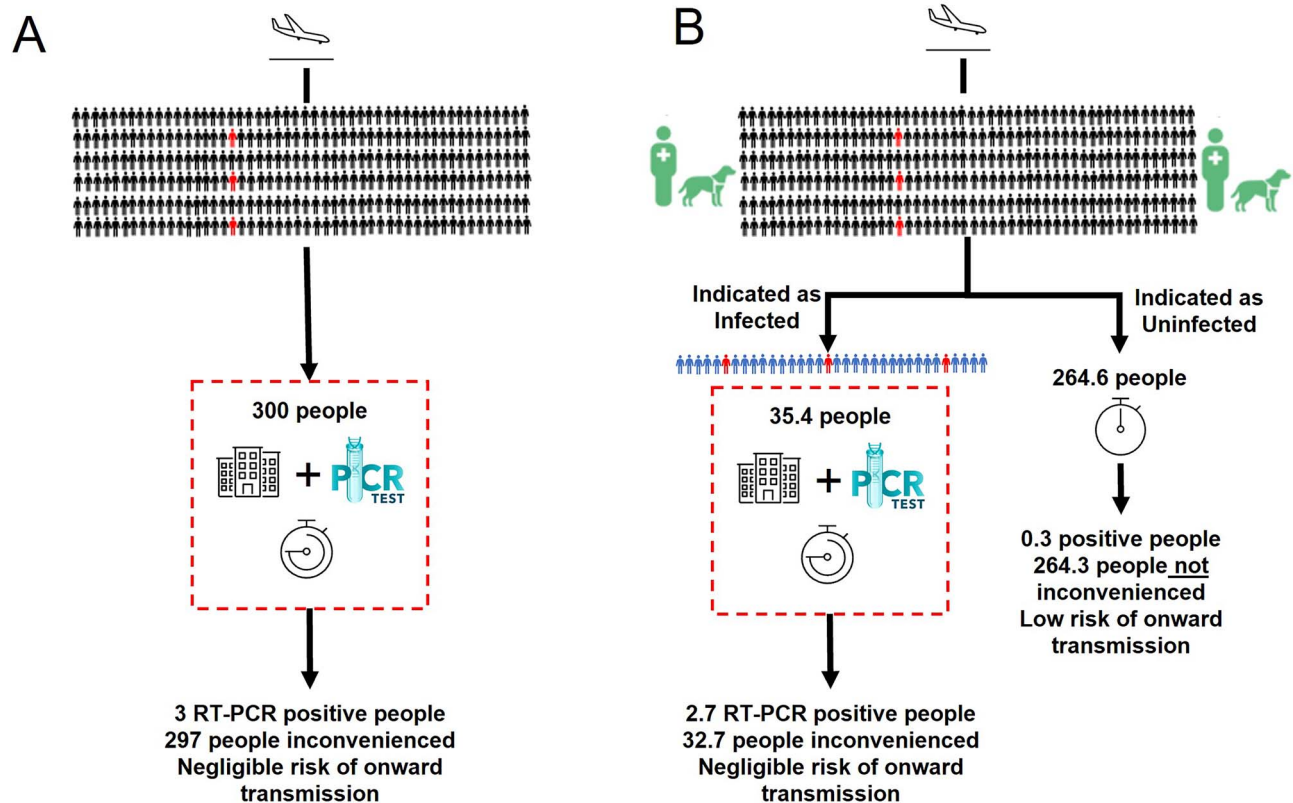 A
300 people
+
PCR
TEST
3 RT-PCR positive people
297 people inconvenienced
Negligible risk of onward
transmission
B
Indicated as
Infected
Indicated as
Uninfected
35.4 people
+
PCR
TEST
264.6 people
2.7 RT-PCR positive people
32.7 people inconvenienced
Negligible risk of onward
transmission
0.3 positive people
264.3 people not
inconvenienced
Low risk of onward
transmission